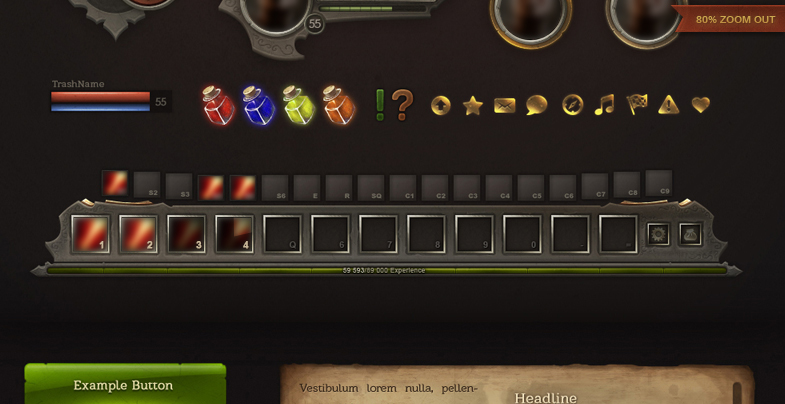 55
80% ZOOM OUT
TrashName
55
S2 S3 S6 E R SQ C1 C2 C3 C4 C5 C6 C7 C8 C9
1 2 3 4 Q 6 7 8 9 0 - =
59 593/89 000 Experience
Example Button
Vestibulum lorem nulla, pellen-
Headline